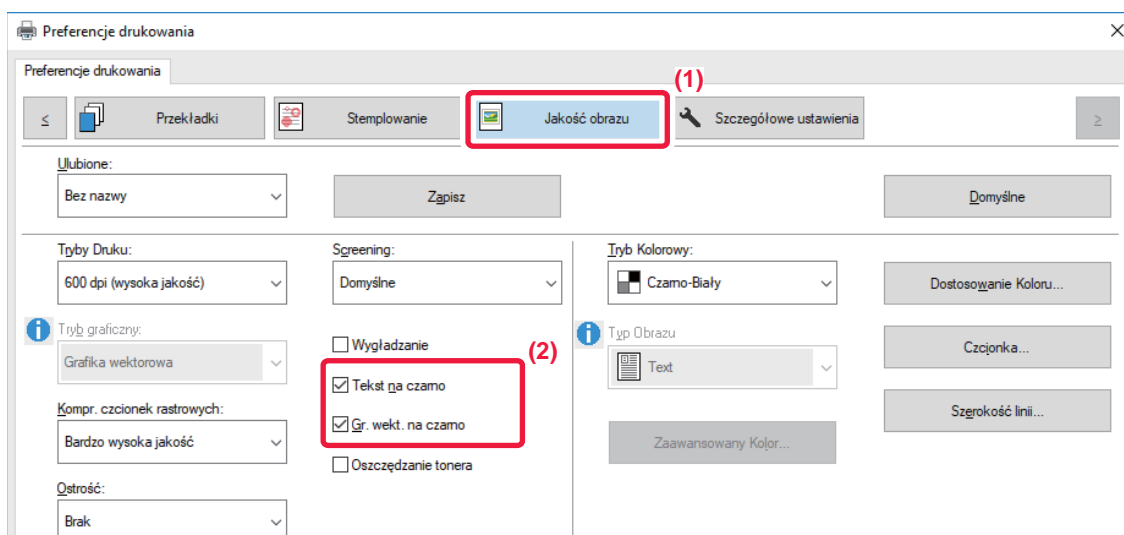 Preferencje drukowania
Preferencje drukowania
(1)
≤ Przekładki Stemplowanie Jakość obrazu Szczegółowe ustawienia ≥
Ulubione:
Bez nazwy Zapisz Domyślne
Tryby Druku: Screening: Tryb Kolorowy:
600 dpi (wysoka jakość) Domyślne Czarno-Biały Dostosowanie Koloru...
Tryb graficzny: Typ Obrazu
Wygładzanie (2) Czcionka...
Grafika wektorowa Text
Tekst na czarno
Kompr. czcionek rastrowych: Szerokość linii...
Gr. wekt. na czarno
Bardzo wysoka jakość Zaawansowany Kolor...
Oszczędzanie tonera
Ostrość:
Brak